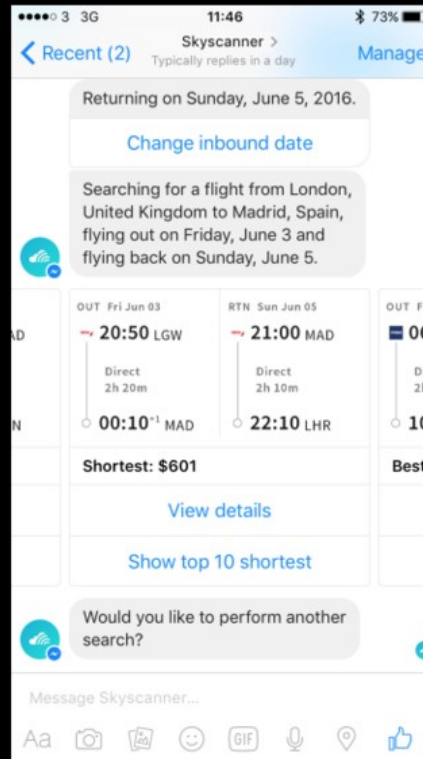 3 3G 11:46 73%
Recent (2) Skyscanner > Manage
Typically replies in a day
Returning on Sunday, June 5, 2016.
Change inbound date
Searching for a flight from London,
United Kingdom to Madrid, Spain,
flying out on Friday, June 3 and
flying back on Sunday, June 5.
OUT Fri Jun 03 RTN Sun Jun 05 OUT F
20:50 LGW 21:00 MAD
Direct Direct
2h 20m 2h 10m
00:10+1 MAD 22:10 LHR
Shortest: $601 Best
View details
Show top 10 shortest
Would you like to perform another
search?
Message Skyscanner...
Aa GIF